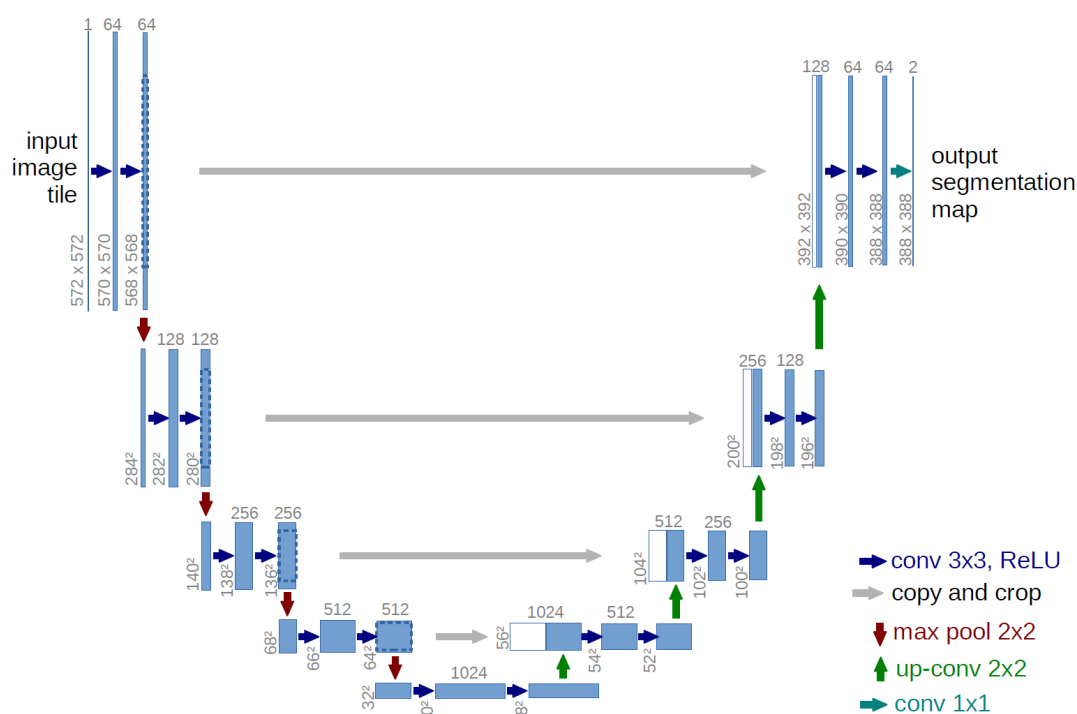 1 64 64
128 64 64 2
input
image
tile
output
segmentation
map
572 x 572
570 x 570
568 x 568
392 x 392
390 x 390
388 x 388
388 x 388
128 128
256 128
284²
282²
280²
200²
198²
196²
256 256
512 256
140²
138²
136²
104²
102²
100²
conv 3x3, ReLU
copy and crop
max pool 2x2
up-conv 2x2
conv 1x1
512 512
1024 512
68²
66²
64²
56²
54²
52²
1024
32²
0²
8²